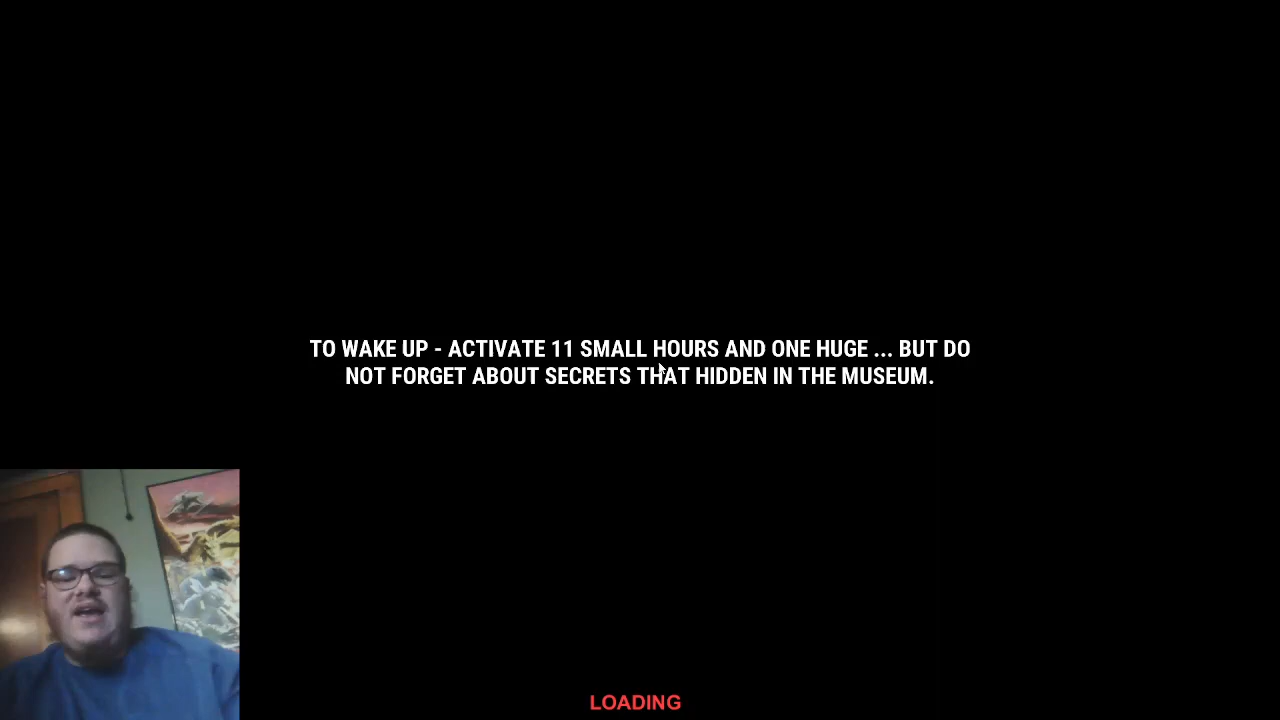 TO WAKE UP - ACTIVATE 11 SMALL HOURS AND ONE HUGE ... BUT DO
NOT FORGET ABOUT SECRETS THAT HIDDEN IN THE MUSEUM.
LOADING